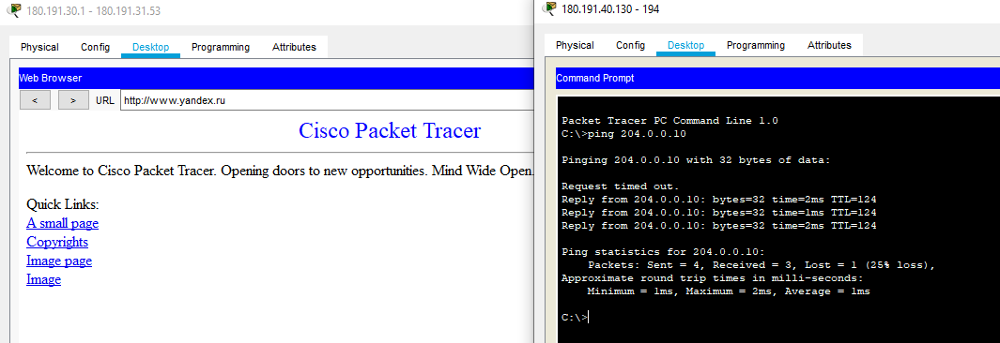 180.191.30.1 - 180.191.31.53
Physical Config Desktop Programming Attributes
Web Browser
< > URL http://www.yandex.ru
Cisco Packet Tracer
Welcome to Cisco Packet Tracer. Opening doors to new opportunities. Mind Wide Open.
Quick Links:
A small page
Copyrights
Image page
Image
180.191.40.130 - 194
Physical Config Desktop Programming Attributes
Command Prompt
Packet Tracer PC Command Line 1.0
C:\>ping 204.0.0.10
Pinging 204.0.0.10 with 32 bytes of data:
Request timed out.
Reply from 204.0.0.10: bytes=32 time=2ms TTL=124
Reply from 204.0.0.10: bytes=32 time=1ms TTL=124
Reply from 204.0.0.10: bytes=32 time=2ms TTL=124
Ping statistics for 204.0.0.10:
Packets: Sent = 4, Received = 3, Lost = 1 (25% loss),
Approximate round trip times in milli-seconds:
Minimum = 1ms, Maximum = 2ms, Average = 1ms
C:\>